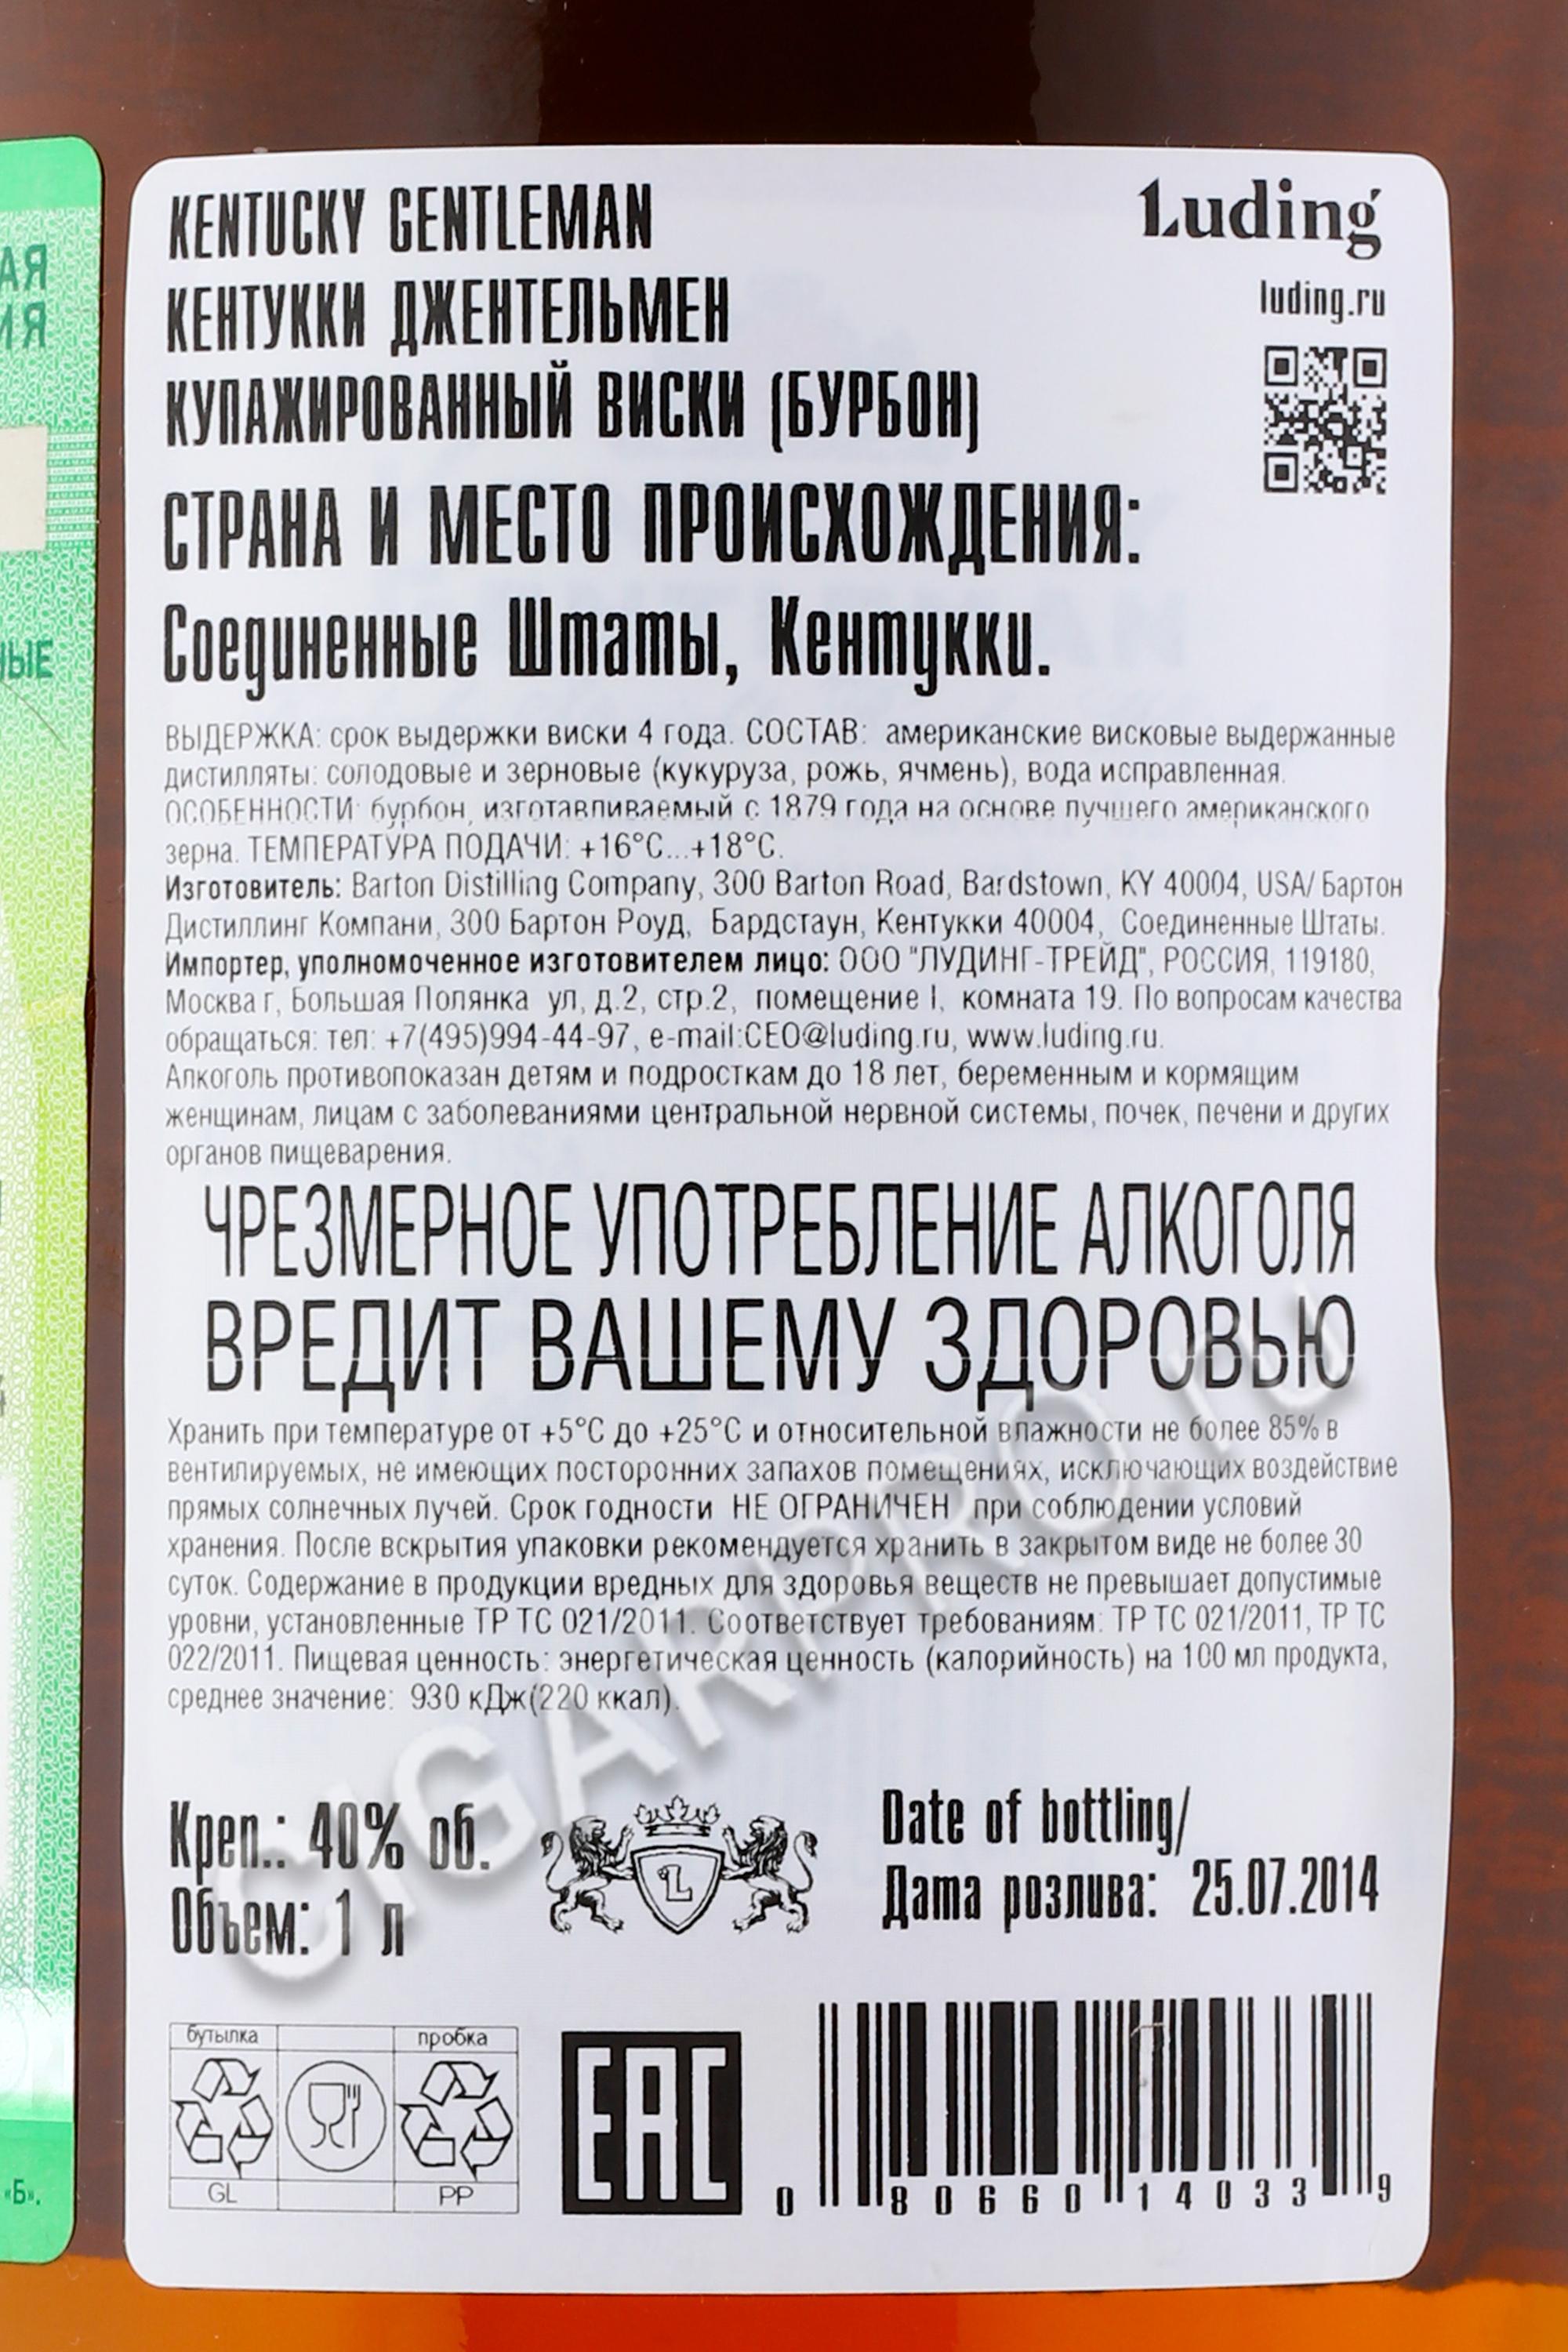 KENTUCKY GENTLEMAN
Luding
КЕНТУККИ ДЖЕНТЕЛЬМЕН
luding.ru
КУПАЖИРОВАННЫЙ ВИСКИ (БУРБОН)
СТРАНА И МЕСТО ПРОИСХОЖДЕНИЯ:
Соединенные Штаты, Кентукки.
ВЫДЕРЖКА: срок выдержки виски 4 года. СОСТАВ: американские висковые выдержанные
дистилляты: солодовые и зерновые (кукуруза, рожь, ячмень), вода исправленная.
ОСОБЕННОСТИ: бурбон, изготавливаемый с 1879 года на основе лучшего американского
зерна. ТЕМПЕРАТУРА ПОДАЧИ: +16°C...+18°C.
Изготовитель: Barton Distilling Company, 300 Barton Road, Bardstown, KY 40004, USA/ Бартон
Дистиллинг Компани, 300 Бартон Роуд, Бардстаун, Кентукки 40004, Соединенные Штаты.
Импортер, уполномоченное изготовителем лицо: ООО "ЛУДИНГ-ТРЕЙД", РОССИЯ, 119180,
Москва г, Большая Полянка ул, д.2, стр.2, помещение I, комната 19. По вопросам качества
обращаться: тел: +7(495)994-44-97, e-mail:CEO@luding.ru, www.luding.ru.
Алкоголь противопоказан детям и подросткам до 18 лет, беременным и кормящим
женщинам, лицам с заболеваниями центральной нервной системы, почек, печени и других
органов пищеварения.
ЧРЕЗМЕРНОЕ УПОТРЕБЛЕНИЕ АЛКОГОЛЯ
ВРЕДИТ ВАШЕМУ ЗДОРОВЬЮ
Хранить при температуре от +5°C до +25°C и относительной влажности не более 85% в
вентилируемых, не имеющих посторонних запахов помещениях, исключающих воздействие
прямых солнечных лучей. Срок годности НЕ ОГРАНИЧЕН при соблюдении условий
хранения. После вскрытия упаковки рекомендуется хранить в закрытом виде не более 30
суток. Содержание в продукции вредных для здоровья веществ не превышает допустимые
уровни, установленные ТР ТС 021/2011. Соответствует требованиям: ТР ТС 021/2011, ТР ТС
022/2011. Пищевая ценность: энергетическая ценность (калорийность) на 100 мл продукта,
среднее значение: 930 кДж(220 ккал).
CIGARPRO.ru
Креп.: 40% об.
Объем: 1 л
L
Date of bottling/
Дата розлива: 25.07.2014
бутылка
пробка
GL
PP
EAC
0 80660 14033 9
АЯ
ИЯ
ЫЕ
«Б».